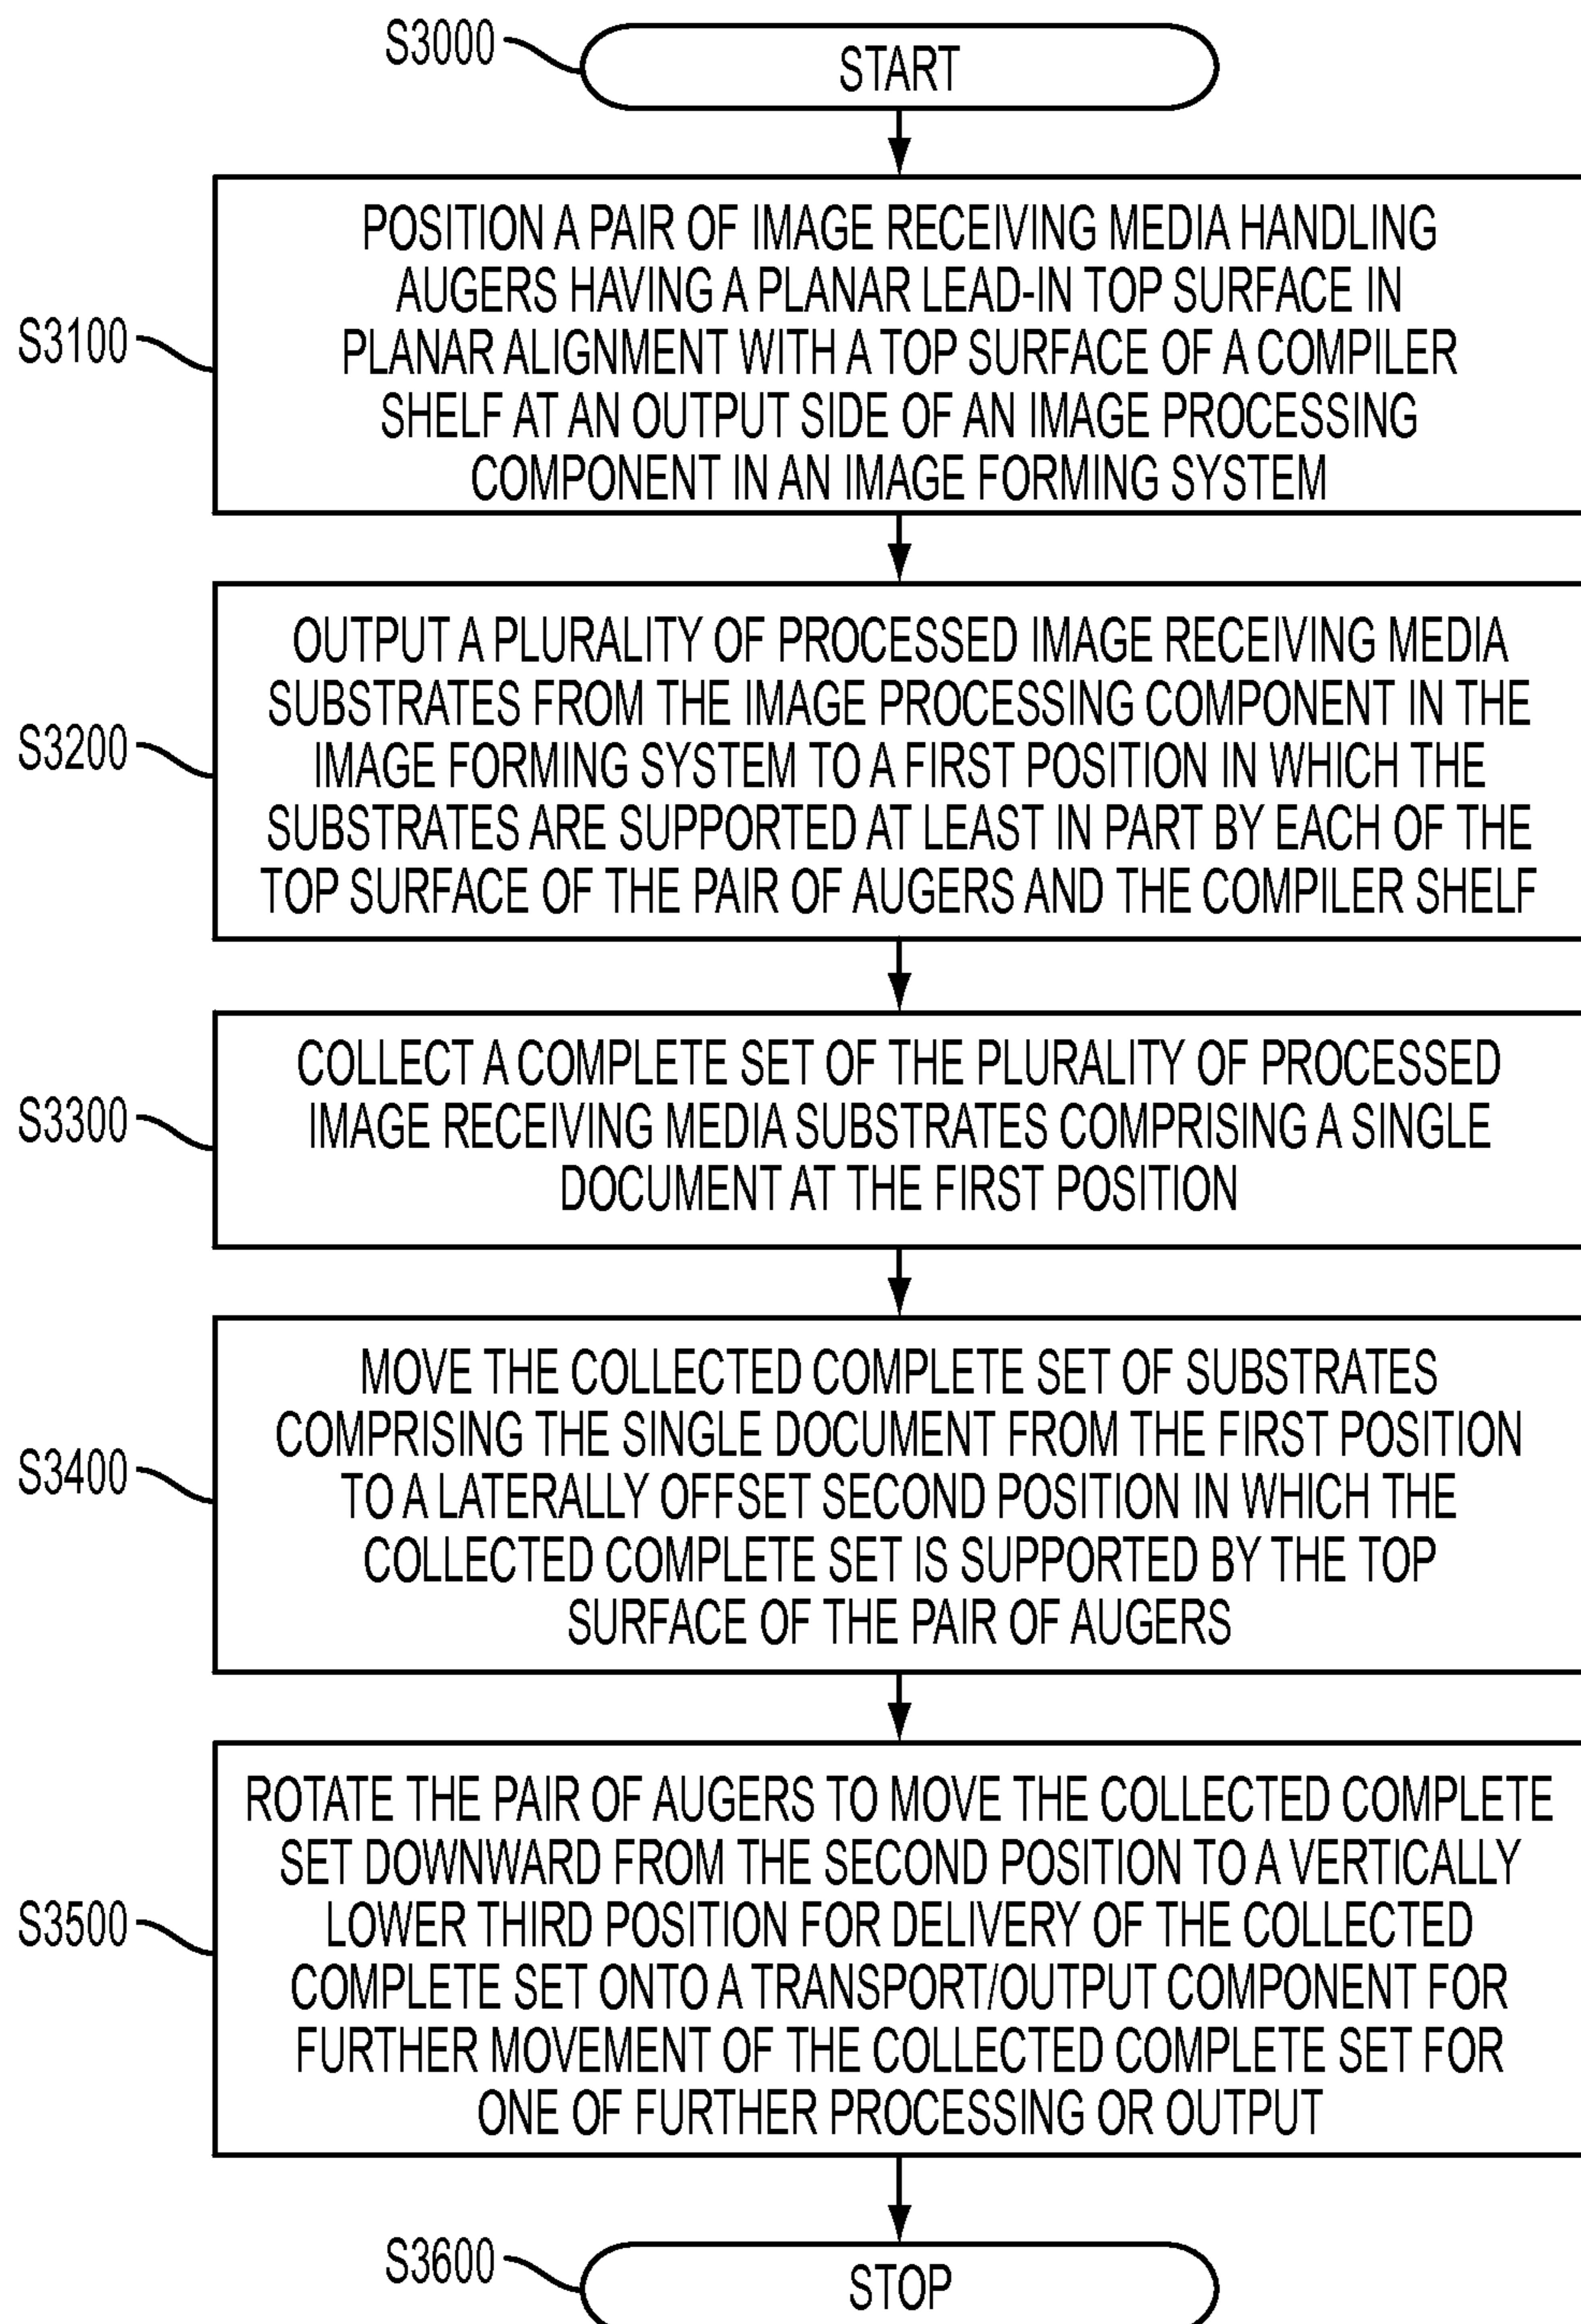 S3000
START
S3100
POSITION A PAIR OF IMAGE RECEIVING MEDIA HANDLING
AUGERS HAVING A PLANAR LEAD-IN TOP SURFACE IN
PLANAR ALIGNMENT WITH A TOP SURFACE OF A COMPILER
SHELF AT AN OUTPUT SIDE OF AN IMAGE PROCESSING
COMPONENT IN AN IMAGE FORMING SYSTEM
S3200
OUTPUT A PLURALITY OF PROCESSED IMAGE RECEIVING MEDIA
SUBSTRATES FROM THE IMAGE PROCESSING COMPONENT IN THE
IMAGE FORMING SYSTEM TO A FIRST POSITION IN WHICH THE
SUBSTRATES ARE SUPPORTED AT LEAST IN PART BY EACH OF THE
TOP SURFACE OF THE PAIR OF AUGERS AND THE COMPILER SHELF
S3300
COLLECT A COMPLETE SET OF THE PLURALITY OF PROCESSED
IMAGE RECEIVING MEDIA SUBSTRATES COMPRISING A SINGLE
DOCUMENT AT THE FIRST POSITION
S3400
MOVE THE COLLECTED COMPLETE SET OF SUBSTRATES
COMPRISING THE SINGLE DOCUMENT FROM THE FIRST POSITION
TO A LATERALLY OFFSET SECOND POSITION IN WHICH THE
COLLECTED COMPLETE SET IS SUPPORTED BY THE TOP
SURFACE OF THE PAIR OF AUGERS
S3500
ROTATE THE PAIR OF AUGERS TO MOVE THE COLLECTED COMPLETE
SET DOWNWARD FROM THE SECOND POSITION TO A VERTICALLY
LOWER THIRD POSITION FOR DELIVERY OF THE COLLECTED
COMPLETE SET ONTO A TRANSPORT/OUTPUT COMPONENT FOR
FURTHER MOVEMENT OF THE COLLECTED COMPLETE SET FOR
ONE OF FURTHER PROCESSING OR OUTPUT
S3600
STOP